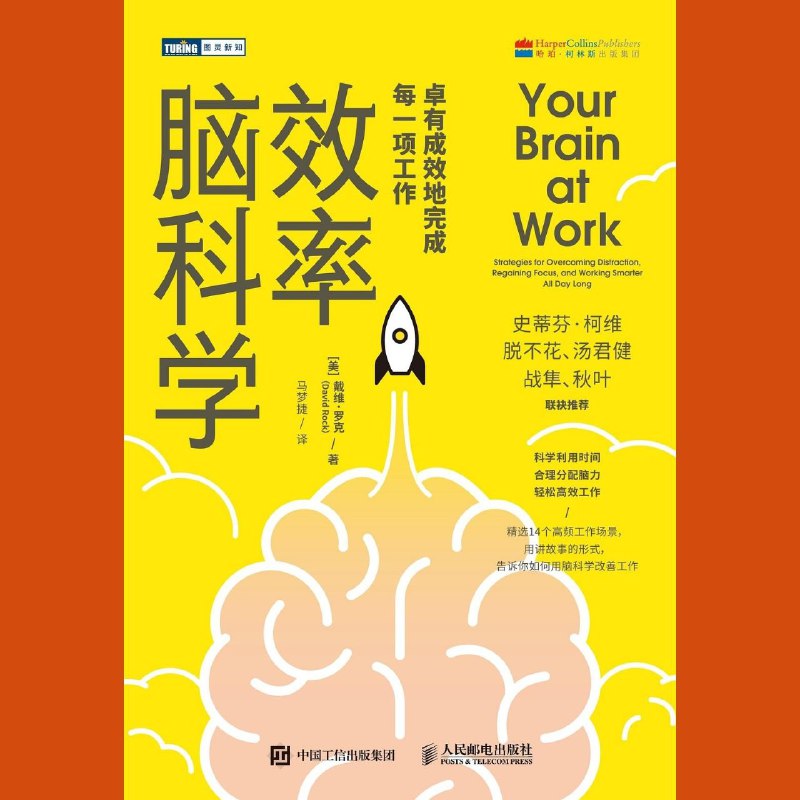 TURING 图灵新知
HarperCollinsPublishers
哈珀·柯林斯出版集团
效率
脑科学
卓有成效地完成
每一项工作
Your
Brain
at
Work
Strategies for Overcoming Distraction,
Regaining Focus, and Working Smarter
All Day Long
史蒂芬·柯维
脱不花、汤君健
战隼、秋叶
联袂推荐
[美] 戴维·罗克 / 著
(David Rock)
马梦捷 / 译
科学利用时间
合理分配脑力
轻松高效工作
/
精选14个高频工作场景，
用讲故事的形式，
告诉你如何用脑科学改善工作
中国工信出版集团
人民邮电出版社
POSTS & TELECOM PRESS